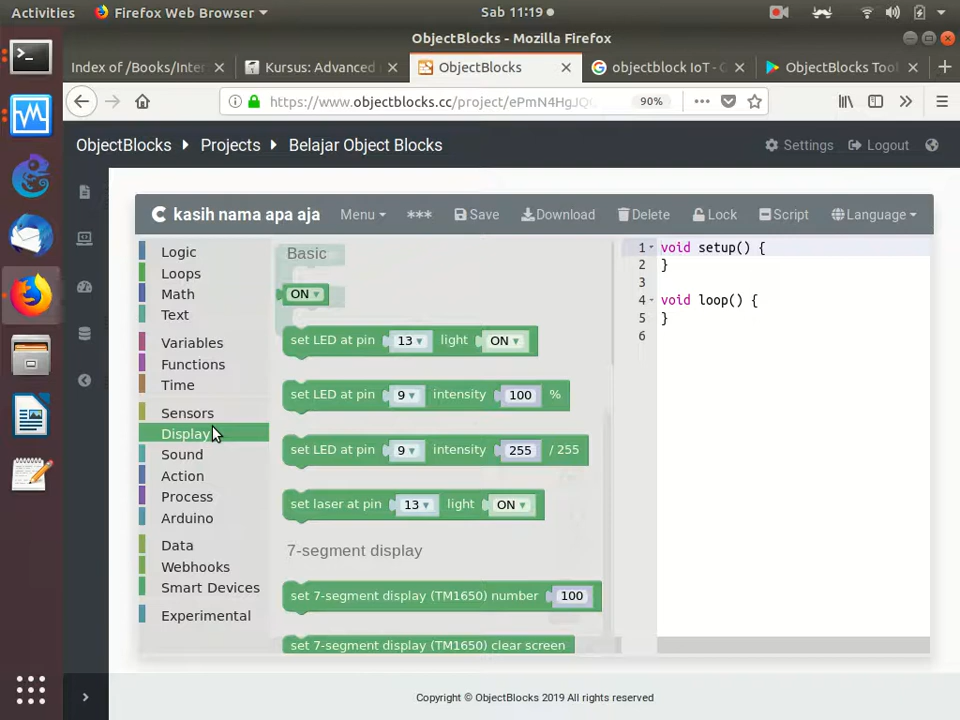 Activities Firefox Web Browser Sab 11:19
ObjectBlocks - Mozilla Firefox
Index of /Books/Inte
Kursus: Advanced
ObjectBlocks
objectblock IoT - G
ObjectBlocks Tool
https://www.objectblocks.cc/project/ePmN4HgJQ 90%
ObjectBlocks Projects Belajar Object Blocks Settings Logout
kasih nama apa aja Menu *** Save Download Delete Lock Script Language
Logic
Loops
Math
Text
Variables
Functions
Time
Sensors
Display
Sound
Action
Process
Arduino
Data
Webhooks
Smart Devices
Experimental
Basic
ON
set LED at pin 13 light ON
set LED at pin 9 intensity 100 %
set LED at pin 9 intensity 255 / 255
set laser at pin 13 light ON
7-segment display
set 7-segment display (TM1650) number 100
set 7-segment display (TM1650) clear screen
1 void setup() {
2 }
3
4 void loop() {
5 }
6
Copyright © ObjectBlocks 2019 All rights reserved